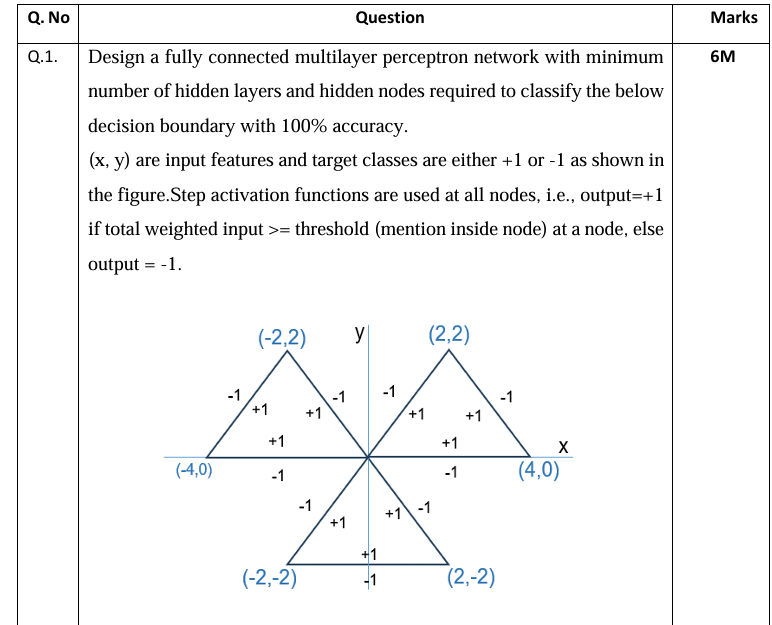 Q. No Question Marks
Q.1. Design a fully connected multilayer perceptron network with minimum 6M
number of hidden layers and hidden nodes required to classify the below
decision boundary with 100% accuracy.
(x, y) are input features and target classes are either +1 or -1 as shown in
the figure.Step activation functions are used at all nodes, i.e., output=+1
if total weighted input >= threshold (mention inside node) at a node, else
output = -1.
(-2,2) y (2,2)
-1 -1 -1 -1
+1 +1 +1 +1
+1 +1 x
(-4,0) -1 -1 (4,0)
-1 +1 +1 -1
+1
(-2,-2) -1 (2,-2)